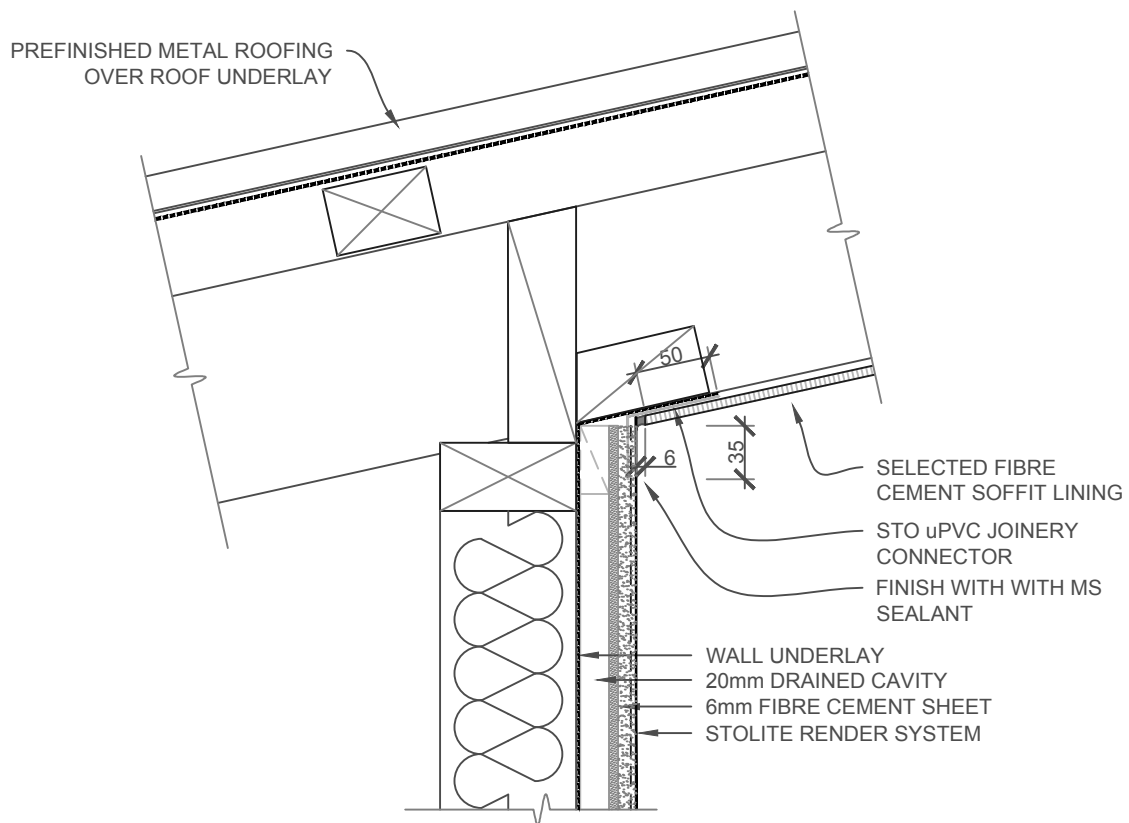 PREFINISHED METAL ROOFING
OVER ROOF UNDERLAY
50
6
35
SELECTED FIBRE
CEMENT SOFFIT LINING
STO uPVC JOINERY
CONNECTOR
FINISH WITH WITH MS
SEALANT
WALL UNDERLAY
20mm DRAINED CAVITY
6mm FIBRE CEMENT SHEET
STOLITE RENDER SYSTEM